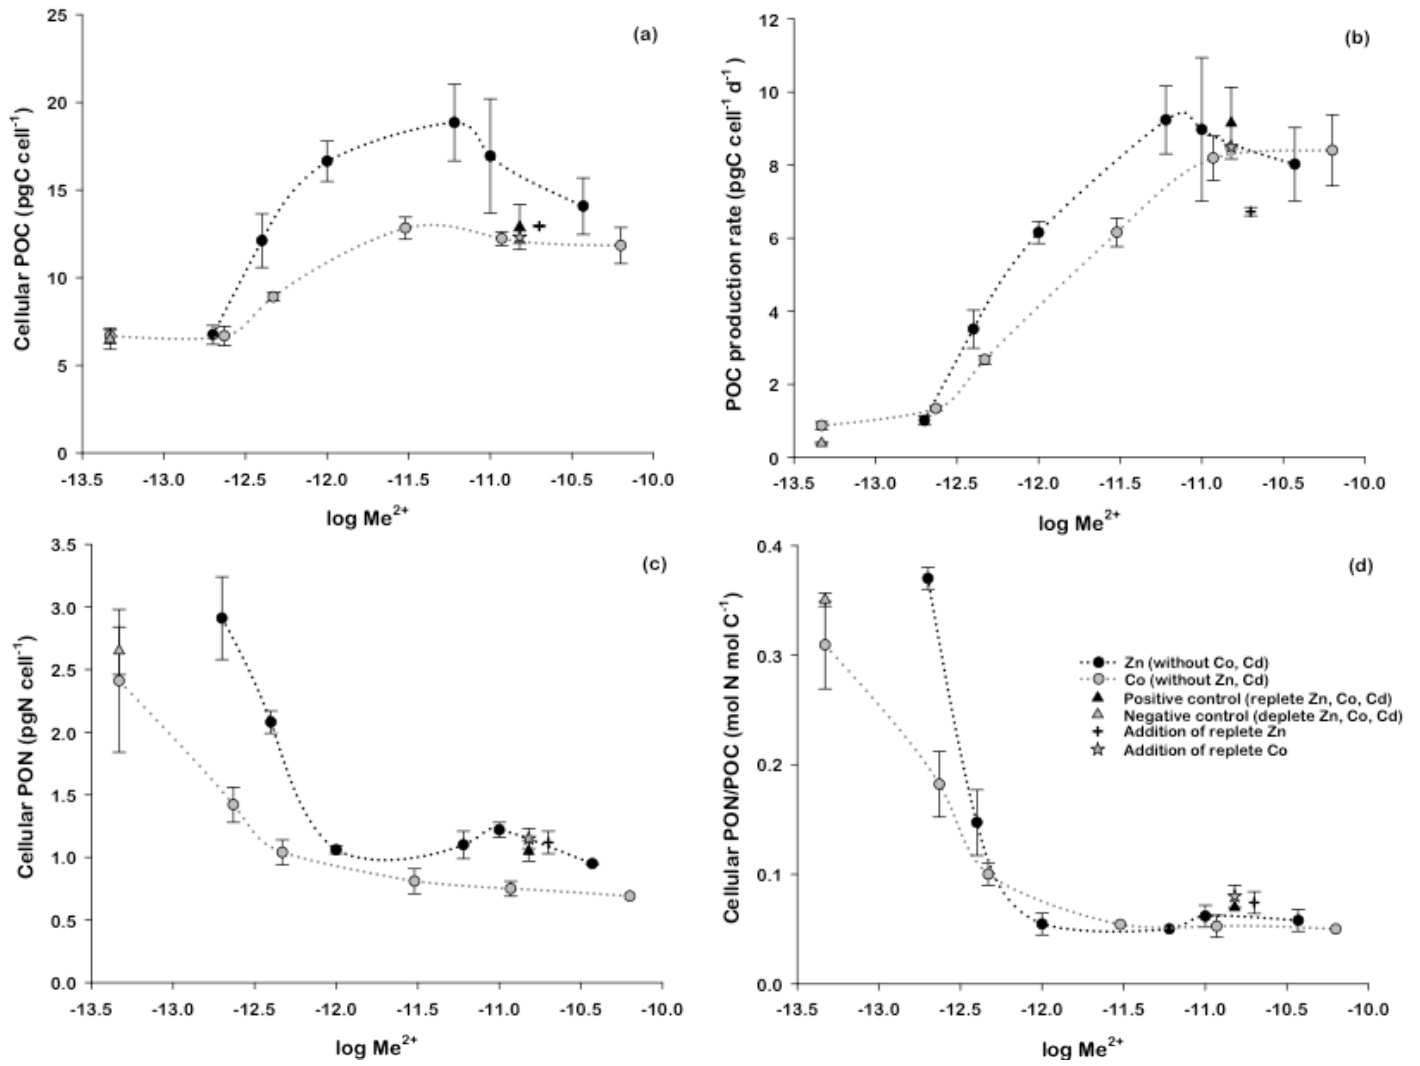 (a)
25
20
15
10
5
0
Cellular POC (pgC cell⁻¹)
-13.5 -13.0 -12.5 -12.0 -11.5 -11.0 -10.5 -10.0
log Me²⁺
(b)
12
10
8
6
4
2
0
POC production rate (pgC cell⁻¹ d⁻¹)
-13.5 -13.0 -12.5 -12.0 -11.5 -11.0 -10.5 -10.0
log Me²⁺
(c)
3.5
3.0
2.5
2.0
1.5
1.0
0.5
0.0
Cellular PON (pgN cell⁻¹)
-13.5 -13.0 -12.5 -12.0 -11.5 -11.0 -10.5 -10.0
log Me²⁺
(d)
0.4
0.3
0.2
0.1
0.0
Cellular PON/POC (mol N mol C⁻¹)
Zn (without Co, Cd)
Co (without Zn, Cd)
Positive control (replete Zn, Co, Cd)
Negative control (deplete Zn, Co, Cd)
Addition of replete Zn
Addition of replete Co
-13.5 -13.0 -12.5 -12.0 -11.5 -11.0 -10.5 -10.0
log Me²⁺